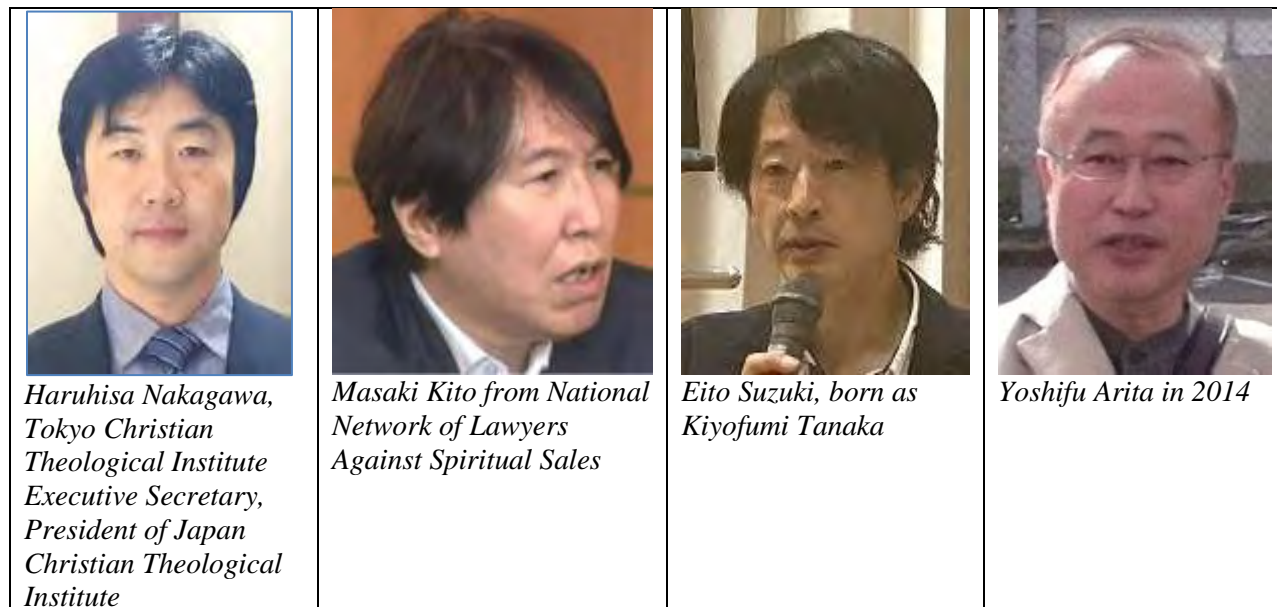 Haruhisa Nakagawa,
Tokyo Christian
Theological Institute
Executive Secretary,
President of Japan
Christian Theological
Institute
Masaki Kito from National
Network of Lawyers
Against Spiritual Sales
Eito Suzuki, born as
Kiyofumi Tanaka
Yoshifu Arita in 2014